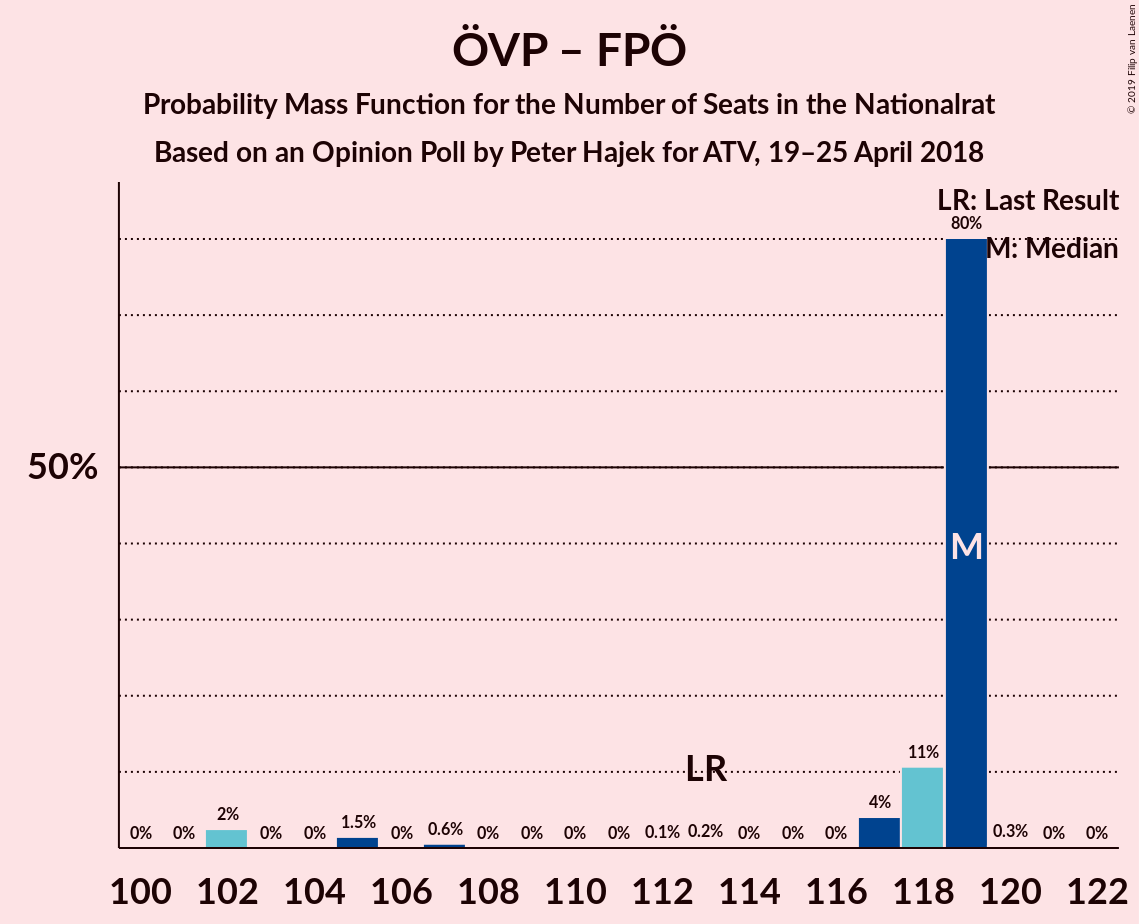 ÖVP – FPÖ
Probability Mass Function for the Number of Seats in the Nationalrat
Based on an Opinion Poll by Peter Hajek for ATV, 19–25 April 2018
© 2019 Filip van Laenen
LR: Last Result
M: Median
80%
50%
M
LR
0% 0% 2% 0% 0% 1.5% 0% 0.6% 0% 0% 0% 0% 0.1% 0.2% 0% 0% 0% 4% 11% 0.3% 0% 0%
100 102 104 106 108 110 112 114 116 118 120 122